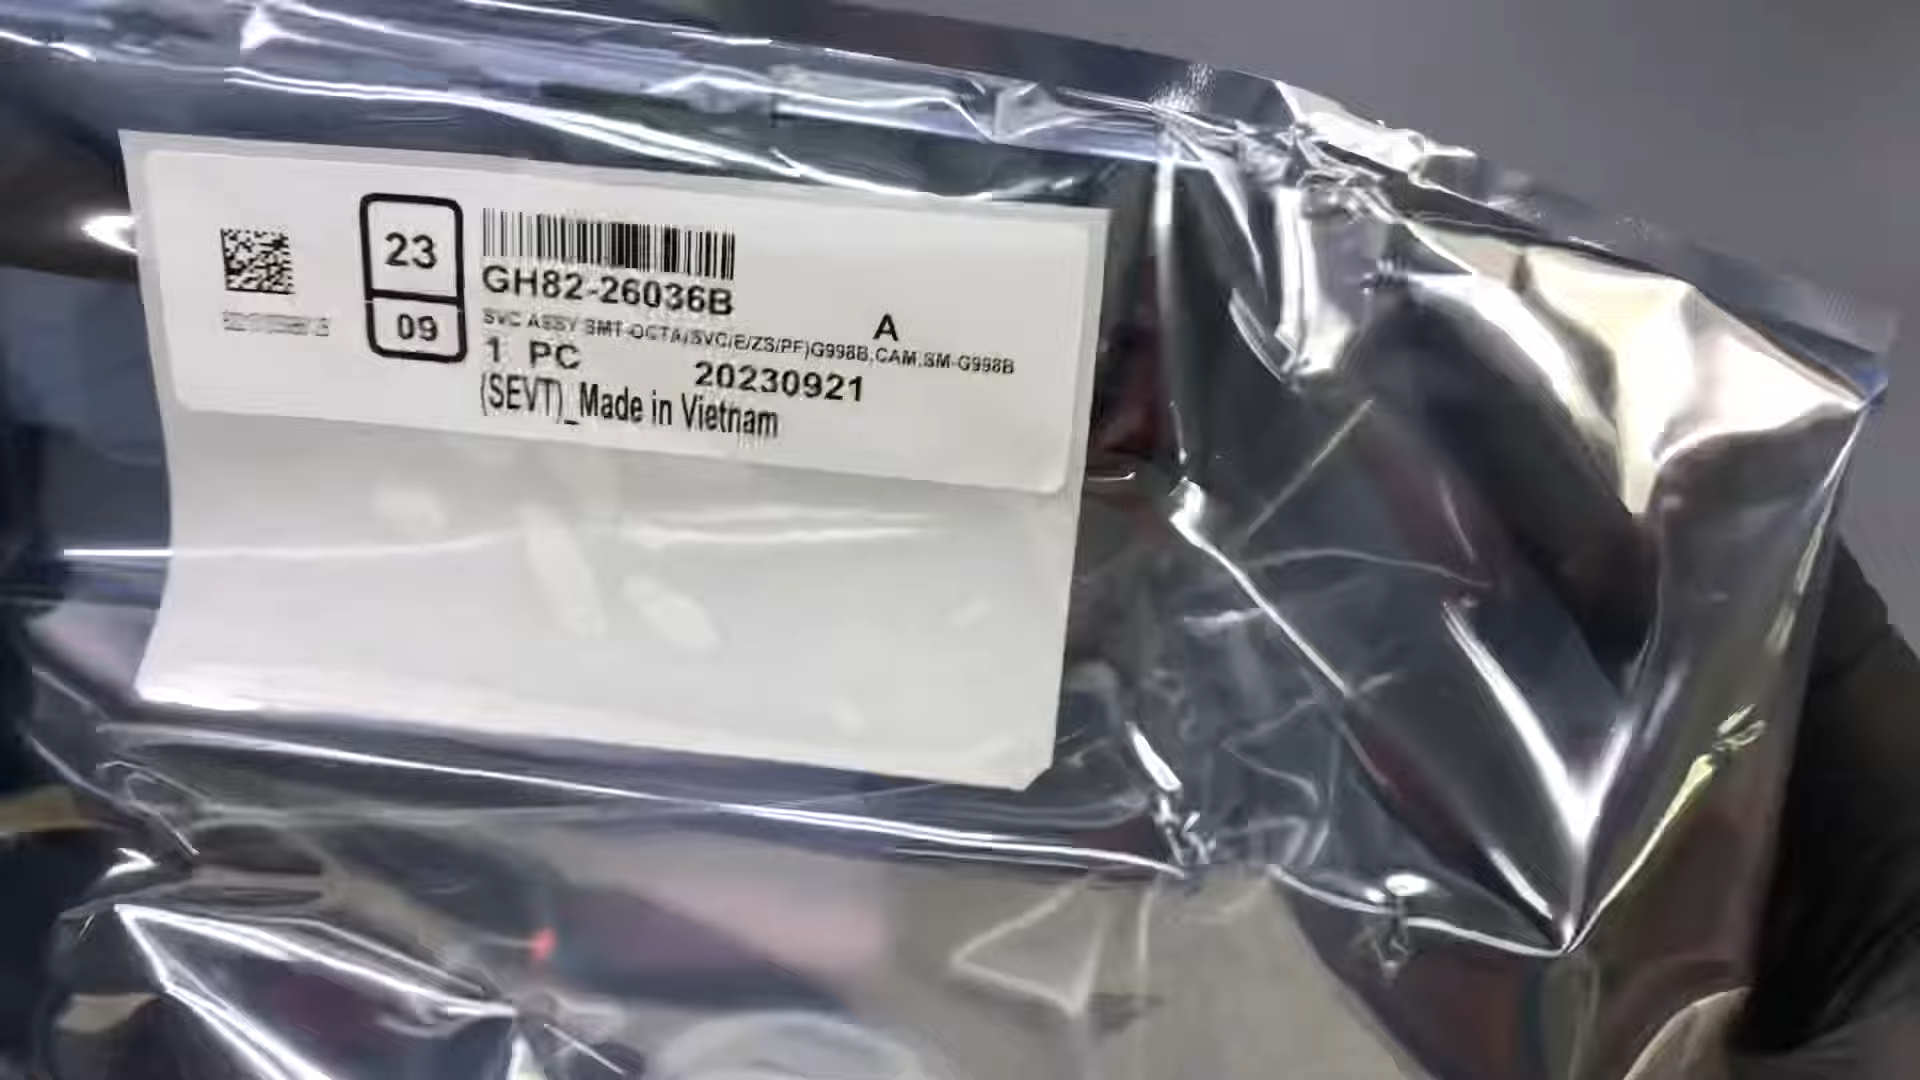 23
09
GH82-26036B
A
SVC ASSY SMT-OCTA(SVC/E/ZS/PF)G998B,CAM,SM-G998B
1 PC
20230921
(SEVT)_Made in Vietnam